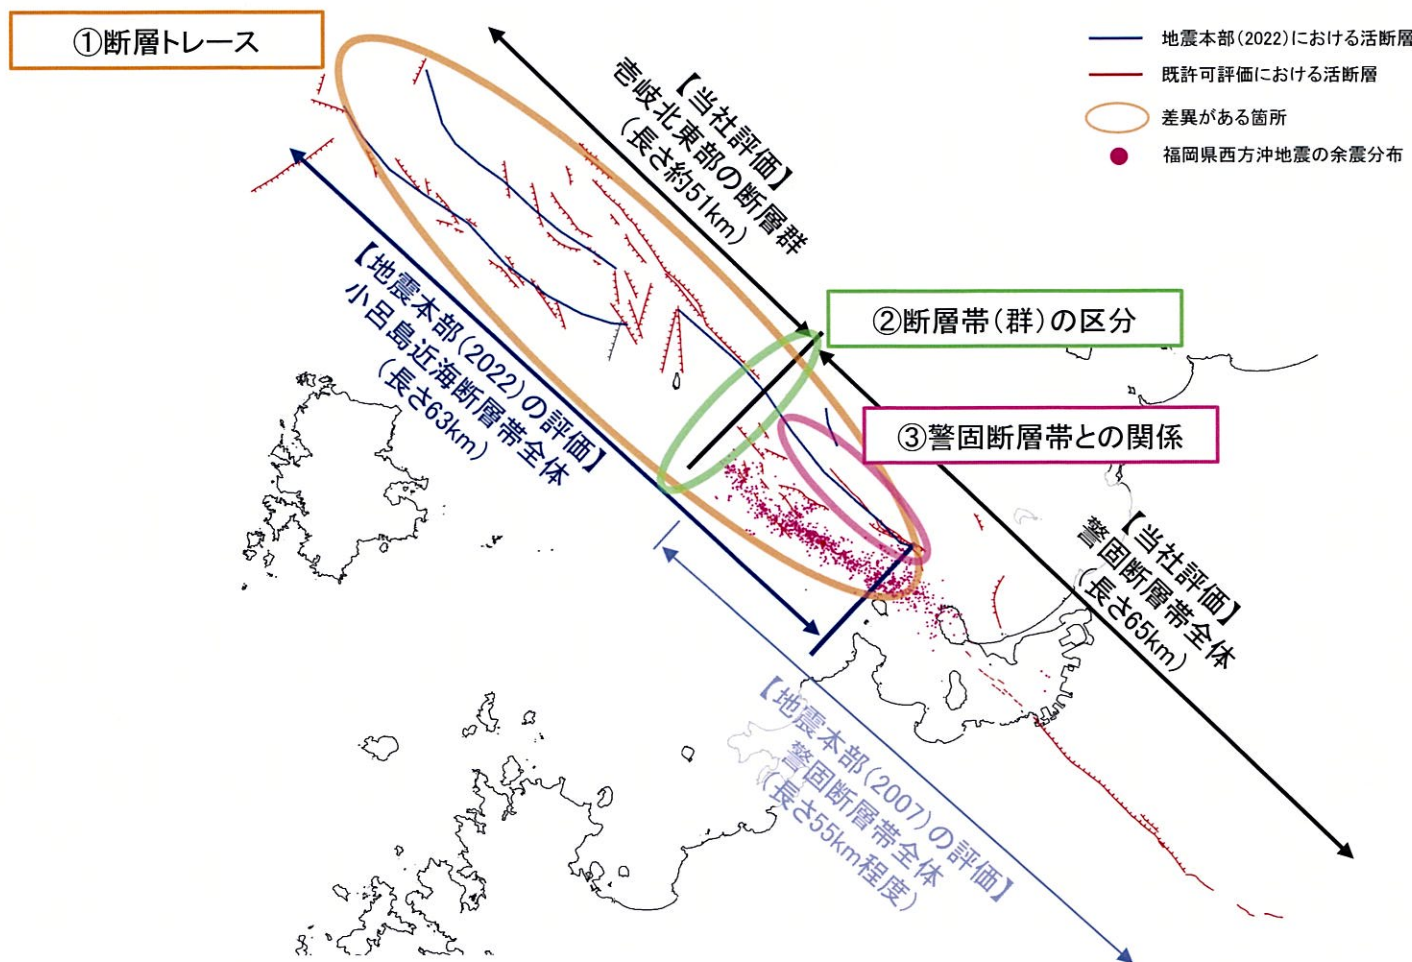 ①断層トレース
地震本部(2022)における活断層
既許可評価における活断層
差異がある箇所
福岡県西方沖地震の余震分布
【当社評価】
壱岐北東部の断層群
(長さ約51km)
【地震本部(2022)の評価】
小呂島近海断層帯全体
(長さ63km)
②断層帯(群)の区分
③警固断層帯との関係
【当社評価】
警固断層帯全体
(長さ65km)
【地震本部(2007)の評価】
警固断層帯全体
(長さ55km程度)